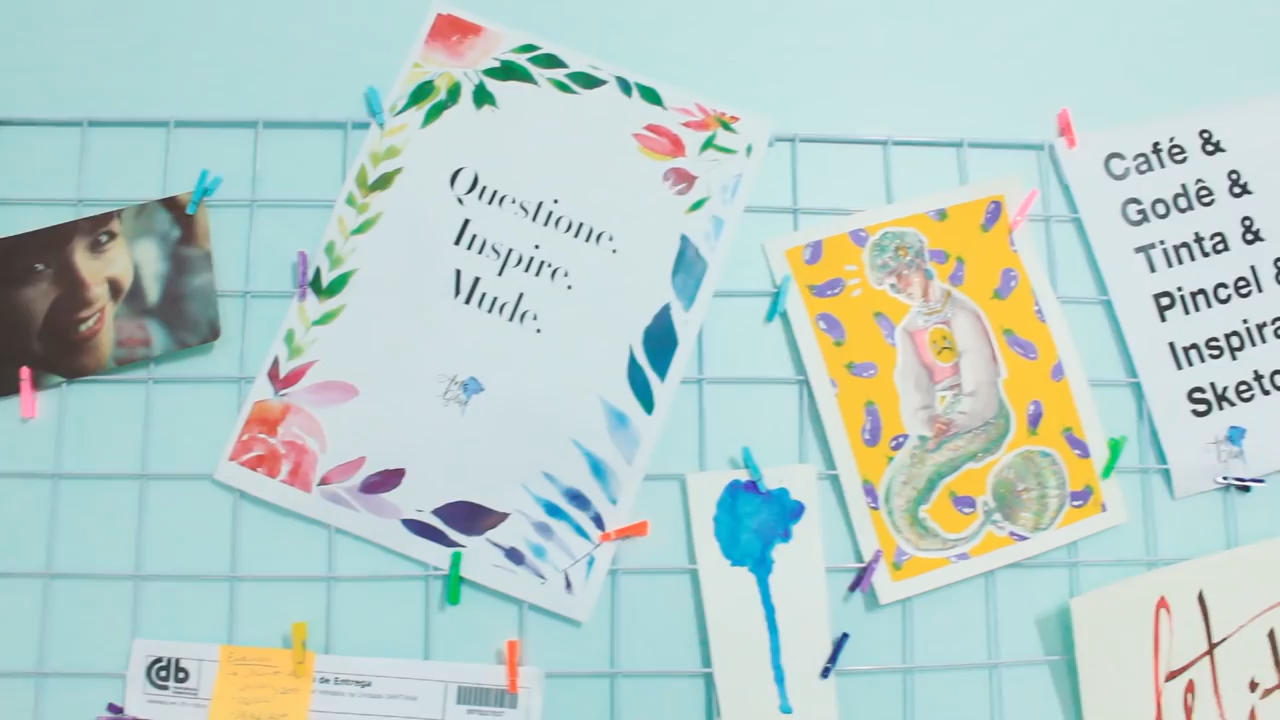 Questione.
Inspire.
Mude.
Café &
Godê &
Tinta &
Pincel &
Inspira
Sketc
cdb
de Entrega